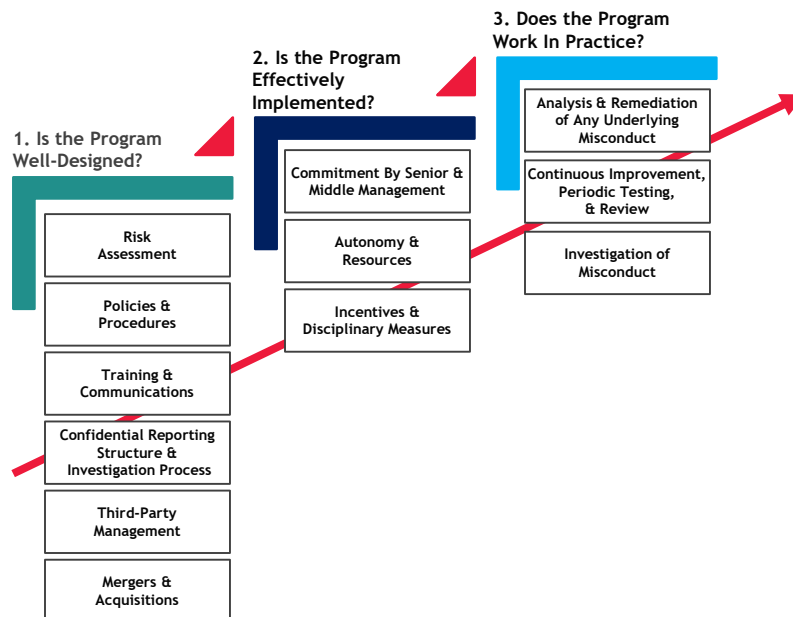 1. Is the Program
Well-Designed?
Risk
Assessment
Policies &
Procedures
Training &
Communications
Confidential Reporting
Structure &
Investigation Process
Third-Party
Management
Mergers &
Acquisitions
2. Is the Program
Effectively
Implemented?
Commitment By Senior &
Middle Management
Autonomy &
Resources
Incentives &
Disciplinary Measures
3. Does the Program
Work In Practice?
Analysis & Remediation
of Any Underlying
Misconduct
Continuous Improvement,
Periodic Testing,
& Review
Investigation of
Misconduct